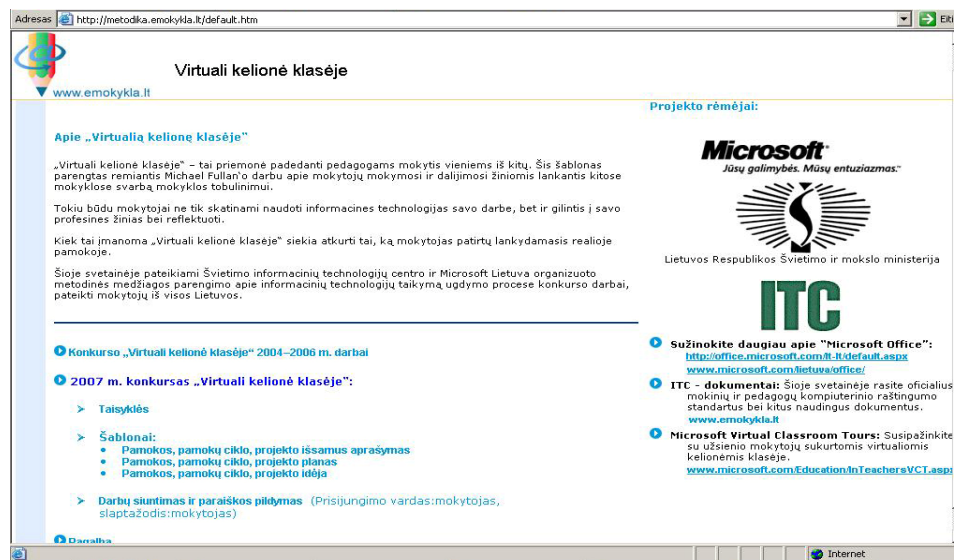 Adresas http://metodika.emokykla.lt/default.htm Eiti
www.emokykla.lt
Virtuali kelionė klasėje
Apie „Virtualią kelionę klasėje"
„Virtuali kelionė klasėje“ – tai priemonė padedanti pedagogams mokytis vieniems iš kitų. Šis šablonas
parengtas remiantis Michael Fullan‘o darbu apie mokytojų mokymosi ir dalijimosi žiniomis lankantis kitose
mokyklose svarbą mokyklos tobulinimui.
Tokiu būdu mokytojai ne tik skatinami naudoti informacines technologijas savo darbe, bet ir gilintis į savo
profesines žinias bei reflektuoti.
Kiek tai įmanoma „Virtuali kelionė klasėje“ siekia atkurti tai, ką mokytojas patirtų lankydamasis realioje
pamokoje.
Šioje svetainėje pateikiami Švietimo informacinių technologijų centro ir Microsoft Lietuva organizuoto
metodinės medžiagos parengimo apie informacinių technologijų taikymą ugdymo procese konkurso darbai,
pateikti mokytojų iš visos Lietuvos.
Konkurso „Virtuali kelionė klasėje“ 2004–2006 m. darbai
2007 m. konkursas „Virtuali kelionė klasėje":
Taisyklės
Šablonai:
Pamokos, pamokų ciklo, projekto išsamus aprašymas
Pamokos, pamokų ciklo, projekto planas
Pamokos, pamokų ciklo, projekto idėja
Darbų siuntimas ir paraiškos pildymas (Prisijungimo vardas:mokytojas,
slaptažodis:mokytojas)
Pagalba
Projekto rėmėjai:
Microsoft
Jūsų galimybės. Mūsų entuziazmas.™
Lietuvos Respublikos Švietimo ir mokslo ministerija
ITC
Sužinokite daugiau apie "Microsoft Office":
http://office.microsoft.com/lt-lt/default.aspx
www.microsoft.com/lietuva/office/
ITC - dokumentai: Šioje svetainėje rasite oficialius
mokinių ir pedagogų kompiuterinio raštingumo
standartus bei kitus naudingus dokumentus.
www.emokykla.lt
Microsoft Virtual Classroom Tours: Susipažinkite
su užsienio mokytojų sukurtomis virtualiomis
kelionėmis klasėje.
www.microsoft.com/Education/InTeachersVCT.aspx
Internet